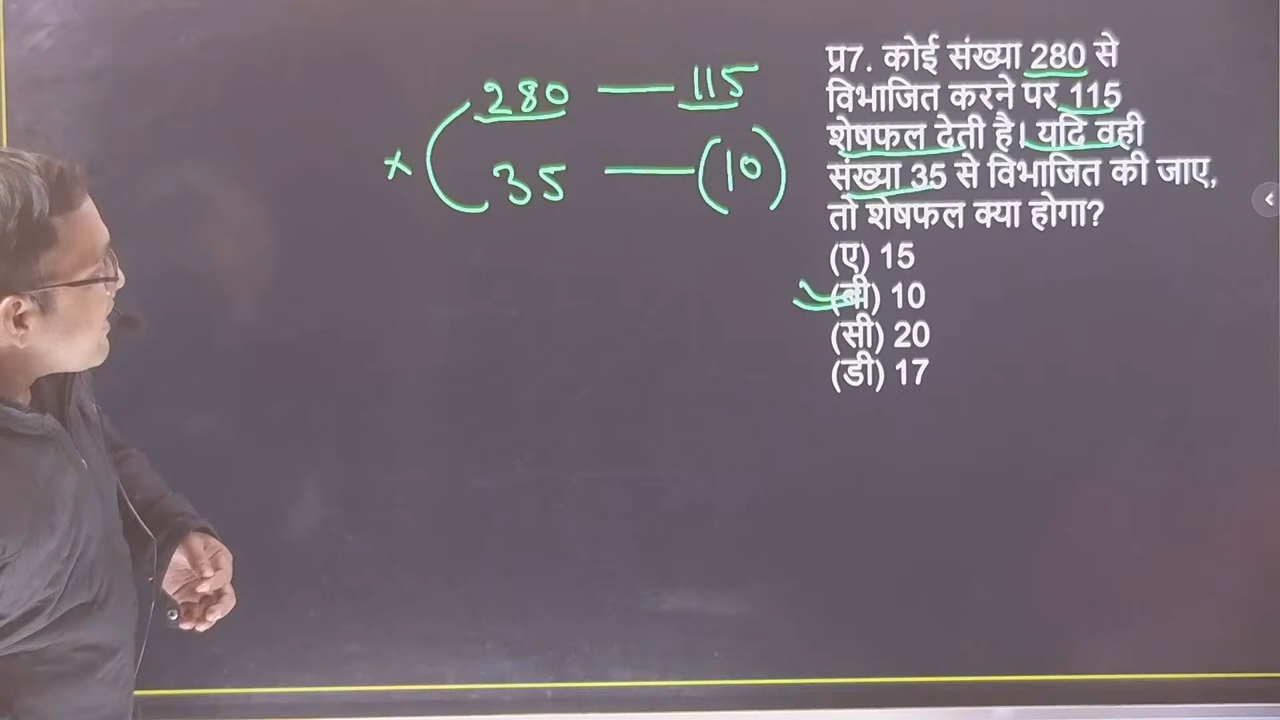 280 — 115
× 35 — (10)
प्र7. कोई संख्या 280 से
विभाजित करने पर 115
शेषफल देती है। यदि वही
संख्या 35 से विभाजित की जाए,
तो शेषफल क्या होगा?
(ए) 15
(बी) 10
(सी) 20
(डी) 17